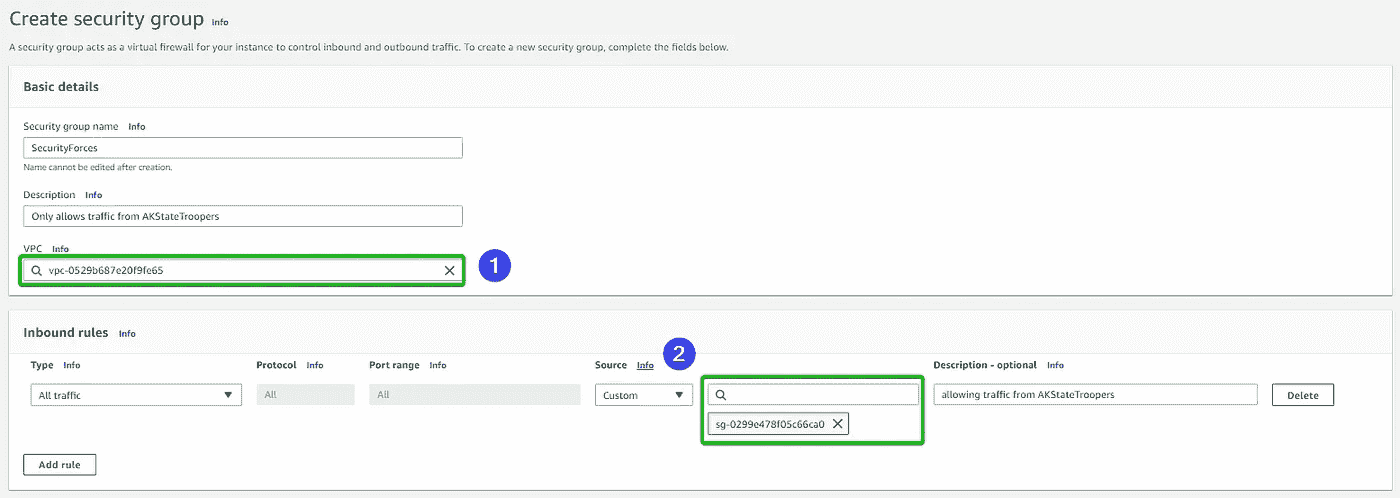 Create security group Info
A security group acts as a virtual firewall for your instance to control inbound and outbound traffic. To create a new security group, complete the fields below.
Basic details
Security group name Info
SecurityForces
Name cannot be edited after creation.
Description Info
Only allows traffic from AKStateTroopers
VPC Info
vpc-0529b687e20f9fe65
1
Inbound rules Info
2
Type Info Protocol Info Port range Info Source Info Description - optional Info
All traffic All All Custom allowing traffic from AKStateTroopers Delete
sg-0299e478f05c66ca0
Add rule